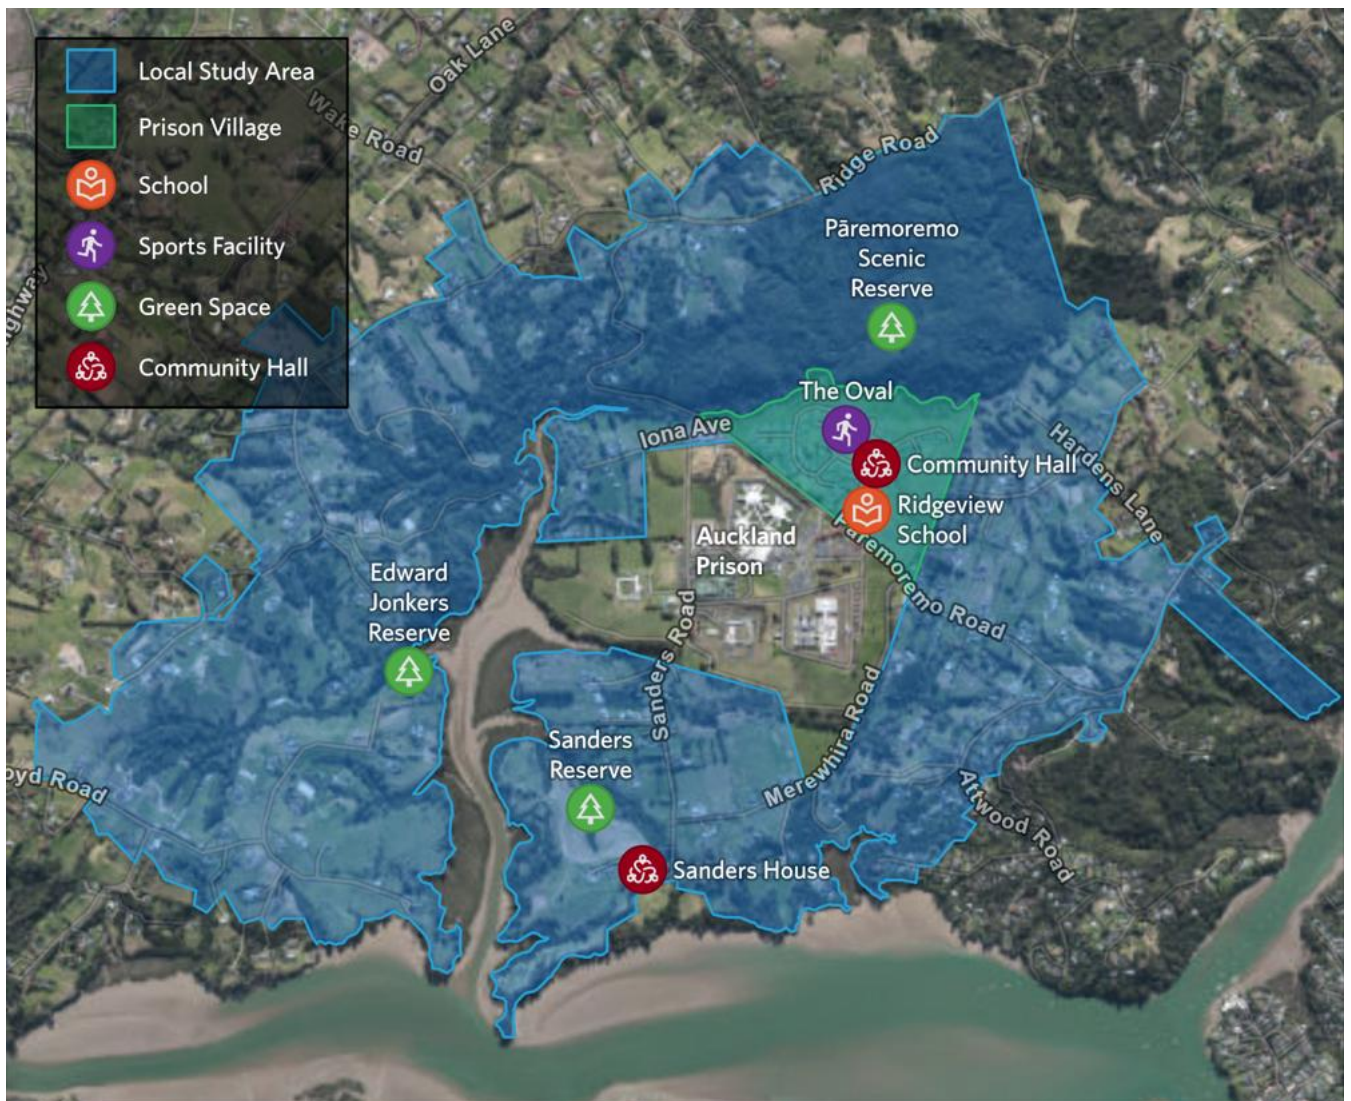 Local Study Area
Prison Village
School
Sports Facility
Green Space
Community Hall
Oak Lane
Wake Road
Ridge Road
Pāremoremo
Scenic
Reserve
The Oval
Iona Ave
Community Hall
Hardens Lane
Ridgeview
School
Auckland
Prison
Paremoremo Road
Edward
Jonkers
Reserve
Sanders Road
Merewhira Road
Sanders
Reserve
oyd Road
Attwood Road
Sanders House